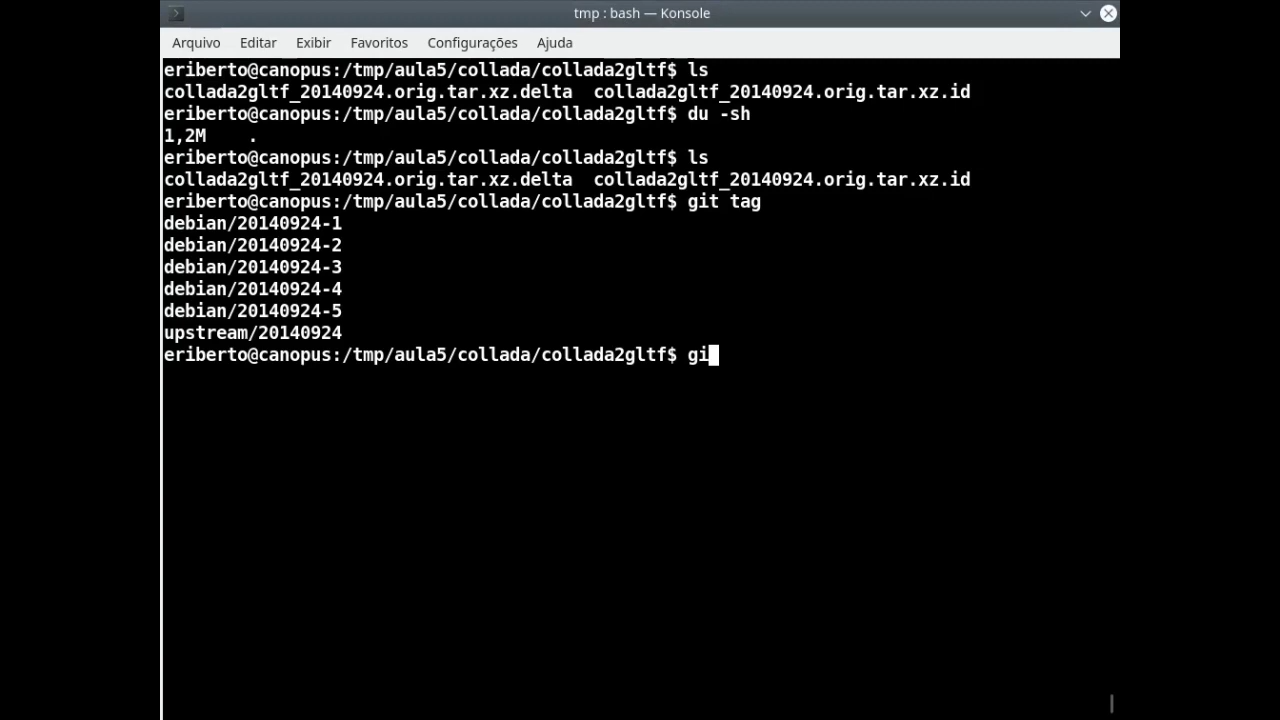 tmp : bash — Konsole
Arquivo Editar Exibir Favoritos Configurações Ajuda
eriberto@canopus:/tmp/aula5/collada/collada2gltf$ ls
collada2gltf_20140924.orig.tar.xz.delta  collada2gltf_20140924.orig.tar.xz.id
eriberto@canopus:/tmp/aula5/collada/collada2gltf$ du -sh
1,2M    .
eriberto@canopus:/tmp/aula5/collada/collada2gltf$ ls
collada2gltf_20140924.orig.tar.xz.delta  collada2gltf_20140924.orig.tar.xz.id
eriberto@canopus:/tmp/aula5/collada/collada2gltf$ git tag
debian/20140924-1
debian/20140924-2
debian/20140924-3
debian/20140924-4
debian/20140924-5
upstream/20140924
eriberto@canopus:/tmp/aula5/collada/collada2gltf$ gi